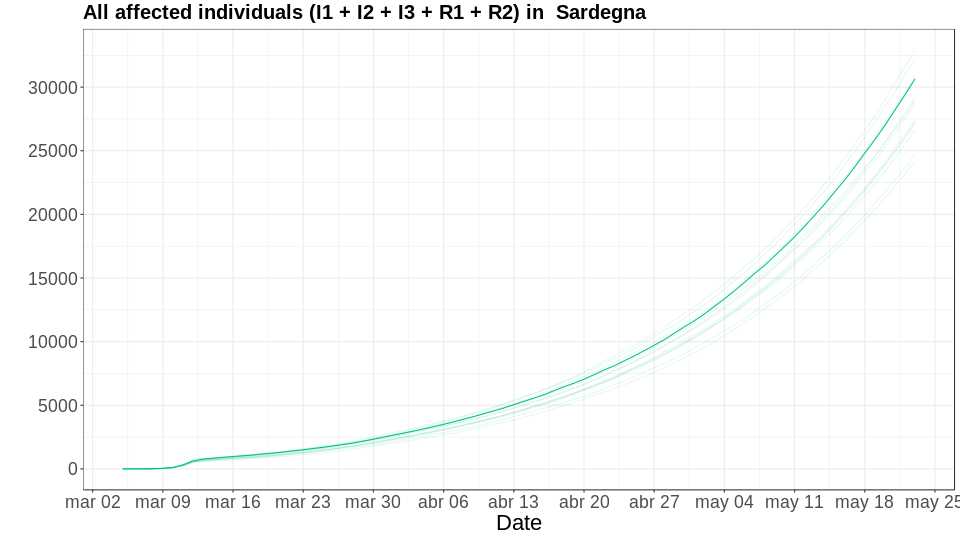 All affected individuals (I1 + I2 + I3 + R1 + R2) in  Sardegna
30000
25000
20000
15000
10000
5000
0
mar 02 mar 09 mar 16 mar 23 mar 30 abr 06 abr 13 abr 20 abr 27 may 04 may 11 may 18 may 25
Date